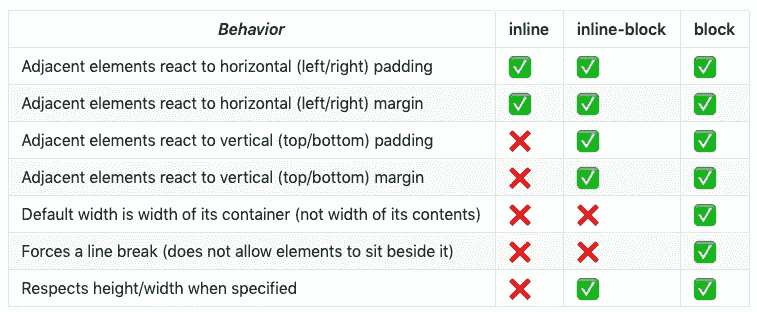 Behavior inline inline-block block
Adjacent elements react to horizontal (left/right) padding ✅ ✅ ✅
Adjacent elements react to horizontal (left/right) margin ✅ ✅ ✅
Adjacent elements react to vertical (top/bottom) padding ❌ ✅ ✅
Adjacent elements react to vertical (top/bottom) margin ❌ ✅ ✅
Default width is width of its container (not width of its contents) ❌ ❌ ✅
Forces a line break (does not allow elements to sit beside it) ❌ ❌ ✅
Respects height/width when specified ❌ ✅ ✅